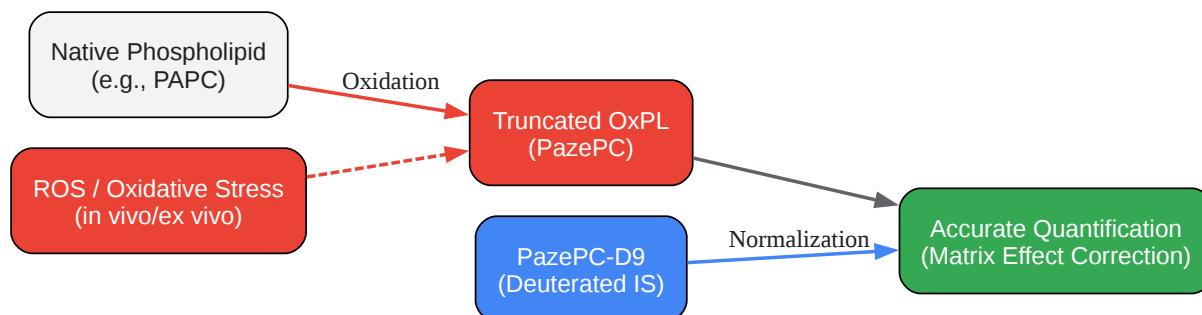 Native Phospholipid
(e.g., PAPC)
Oxidation
ROS / Oxidative Stress
(in vivo/ex vivo)
Truncated OxPL
(PazePC)
PazePC-D9
(Deuterated IS)
Normalization
Accurate Quantification
(Matrix Effect Correction)